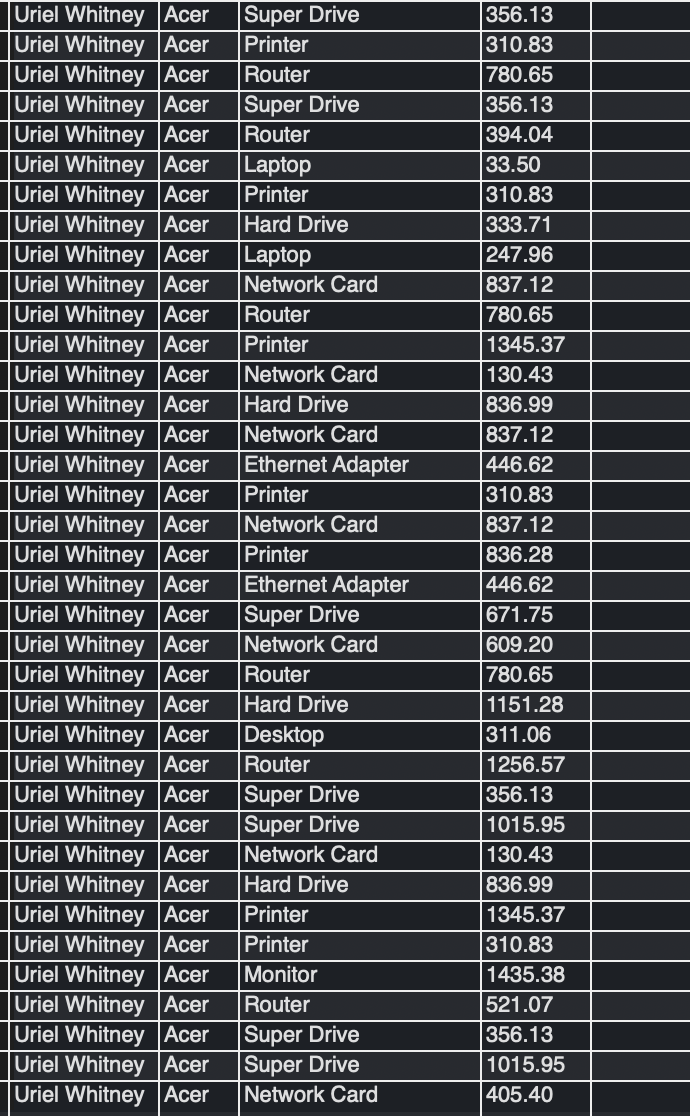 Uriel Whitney Acer Super Drive 356.13
Uriel Whitney Acer Printer 310.83
Uriel Whitney Acer Router 780.65
Uriel Whitney Acer Super Drive 356.13
Uriel Whitney Acer Router 394.04
Uriel Whitney Acer Laptop 33.50
Uriel Whitney Acer Printer 310.83
Uriel Whitney Acer Hard Drive 333.71
Uriel Whitney Acer Laptop 247.96
Uriel Whitney Acer Network Card 837.12
Uriel Whitney Acer Router 780.65
Uriel Whitney Acer Printer 1345.37
Uriel Whitney Acer Network Card 130.43
Uriel Whitney Acer Hard Drive 836.99
Uriel Whitney Acer Network Card 837.12
Uriel Whitney Acer Ethernet Adapter 446.62
Uriel Whitney Acer Printer 310.83
Uriel Whitney Acer Network Card 837.12
Uriel Whitney Acer Printer 836.28
Uriel Whitney Acer Ethernet Adapter 446.62
Uriel Whitney Acer Super Drive 671.75
Uriel Whitney Acer Network Card 609.20
Uriel Whitney Acer Router 780.65
Uriel Whitney Acer Hard Drive 1151.28
Uriel Whitney Acer Desktop 311.06
Uriel Whitney Acer Router 1256.57
Uriel Whitney Acer Super Drive 356.13
Uriel Whitney Acer Super Drive 1015.95
Uriel Whitney Acer Network Card 130.43
Uriel Whitney Acer Hard Drive 836.99
Uriel Whitney Acer Printer 1345.37
Uriel Whitney Acer Printer 310.83
Uriel Whitney Acer Monitor 1435.38
Uriel Whitney Acer Router 521.07
Uriel Whitney Acer Super Drive 356.13
Uriel Whitney Acer Super Drive 1015.95
Uriel Whitney Acer Network Card 405.40